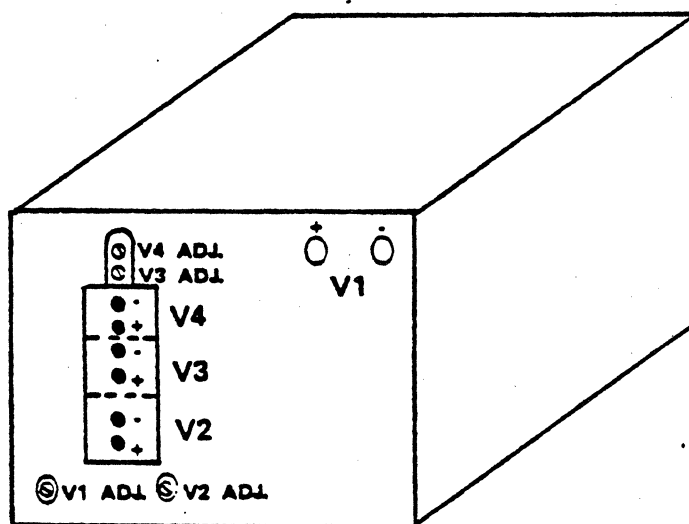 + -
V4 ADJ.
V3 ADJ.
V1
-
V4
+
-
V3
+
-
V2
+
V1 ADJ. V2 ADJ.